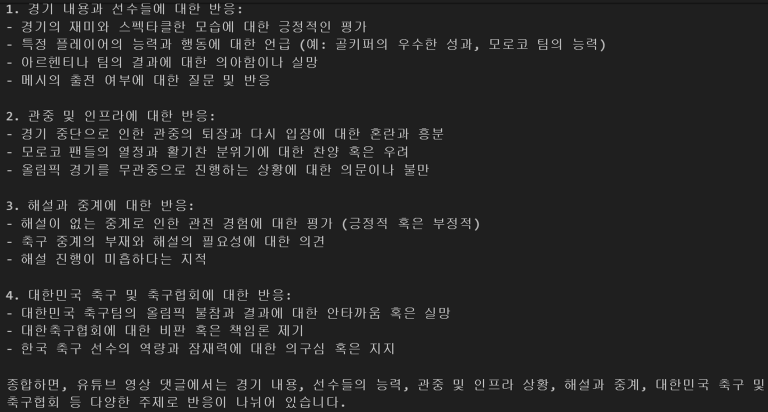 1. 경기 내용과 선수들에 대한 반응:
- 경기의 재미와 스펙티클한 모습에 대한 긍정적인 평가
- 특정 플레이어의 능력과 행동에 대한 언급 (예: 골키퍼의 우수한 성과, 모로코 팀의 능력)
- 아르헨티나 팀의 결과에 대한 의아함이나 실망
- 메시의 출전 여부에 대한 질문 및 반응

2. 관중 및 인프라에 대한 반응:
- 경기 중단으로 인한 관중의 퇴장과 다시 입장에 대한 혼란과 흥분
- 모로코 팬들의 열정과 활기찬 분위기에 대한 찬양 혹은 우려
- 올림픽 경기를 무관중으로 진행하는 상황에 대한 의문이나 불만

3. 해설과 중계에 대한 반응:
- 해설이 없는 중계로 인한 관전 경험에 대한 평가 (긍정적 혹은 부정적)
- 축구 중계의 부재와 해설의 필요성에 대한 의견
- 해설 진행이 미흡하다는 지적

4. 대한민국 축구 및 축구협회에 대한 반응:
- 대한민국 축구팀의 올림픽 불참과 결과에 대한 안타까움 혹은 실망
- 대한축구협회에 대한 비판 혹은 책임론 제기
- 한국 축구 선수의 역량과 잠재력에 대한 의구심 혹은 지지

종합하면, 유튜브 영상 댓글에서는 경기 내용, 선수들의 능력, 관중 및 인프라 상황, 해설과 중계, 대한민국 축구 및
축구협회 등 다양한 주제로 반응이 나뉘어 있습니다.